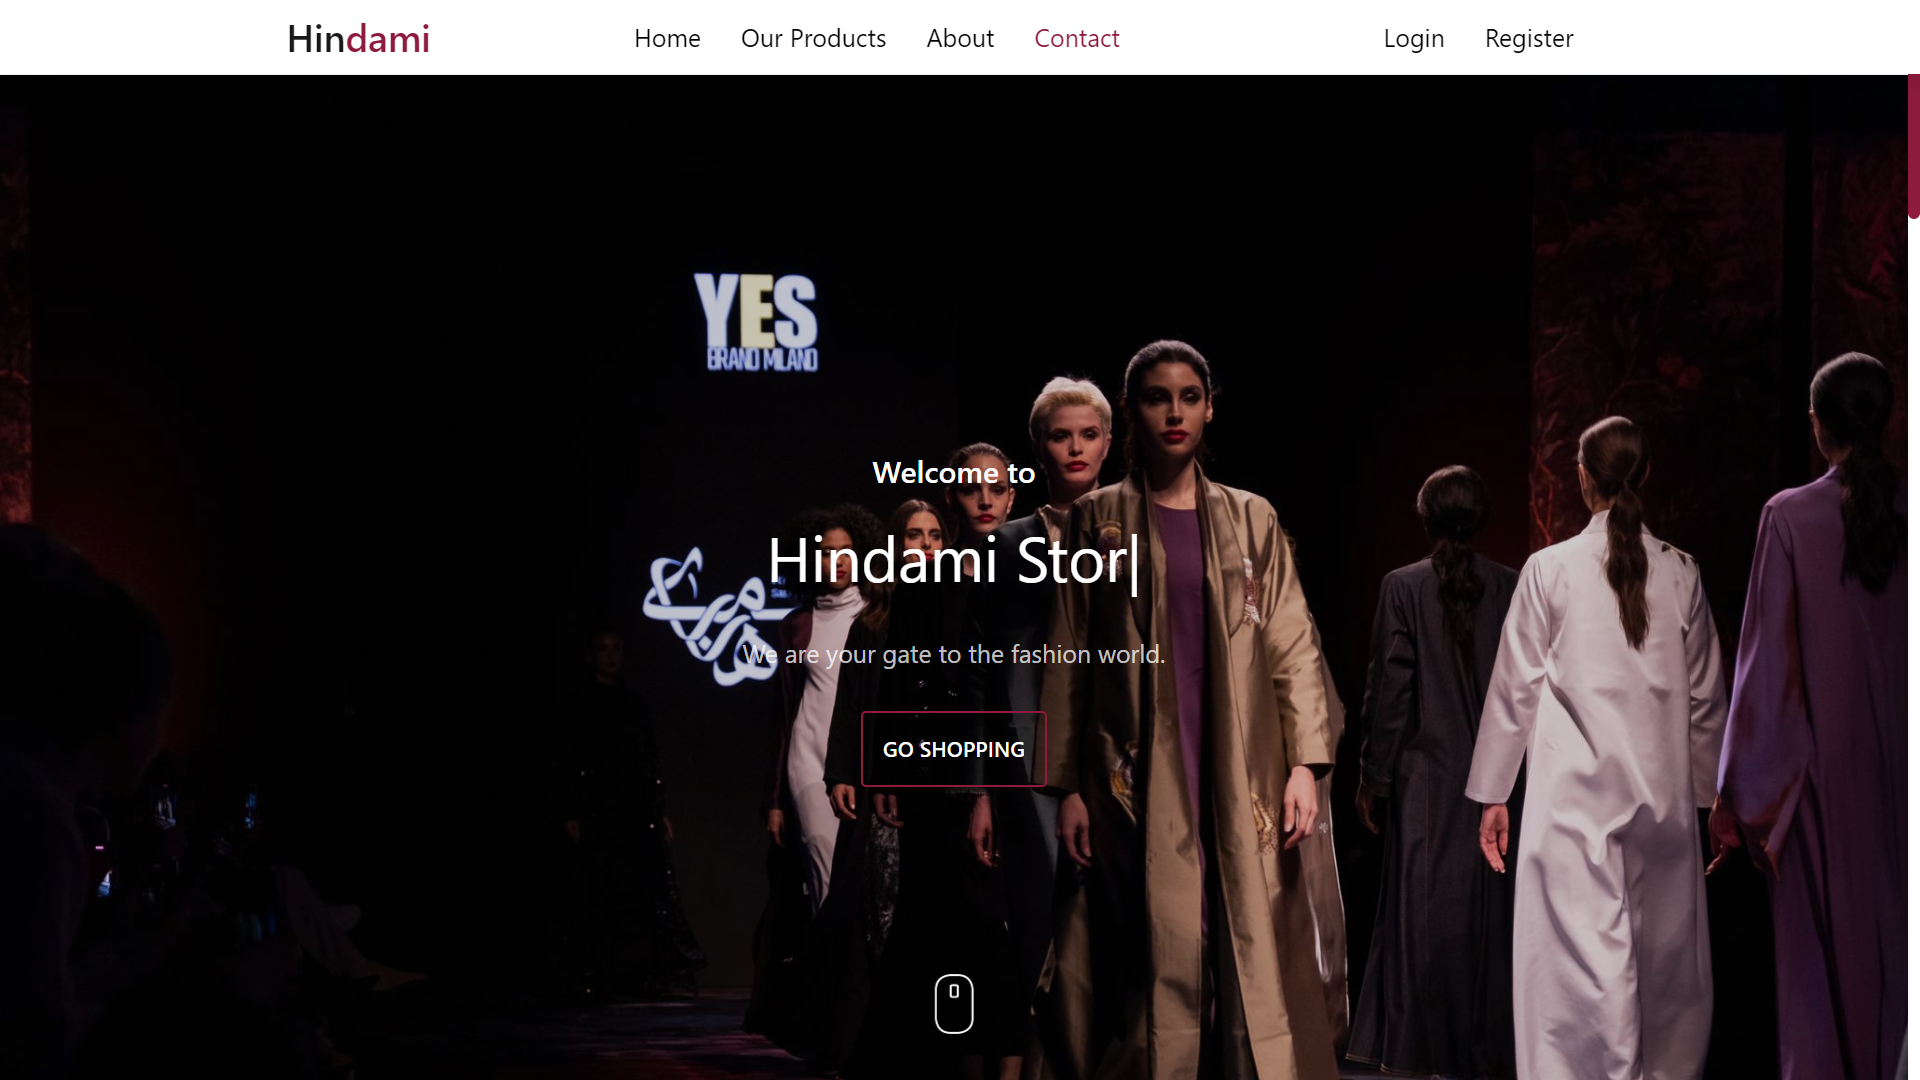 Hindami
Home Our Products About Contact
Login Register
YES
BRAND MILANO
Welcome to
Hindami Stor|
We are your gate to the fashion world.
GO SHOPPING